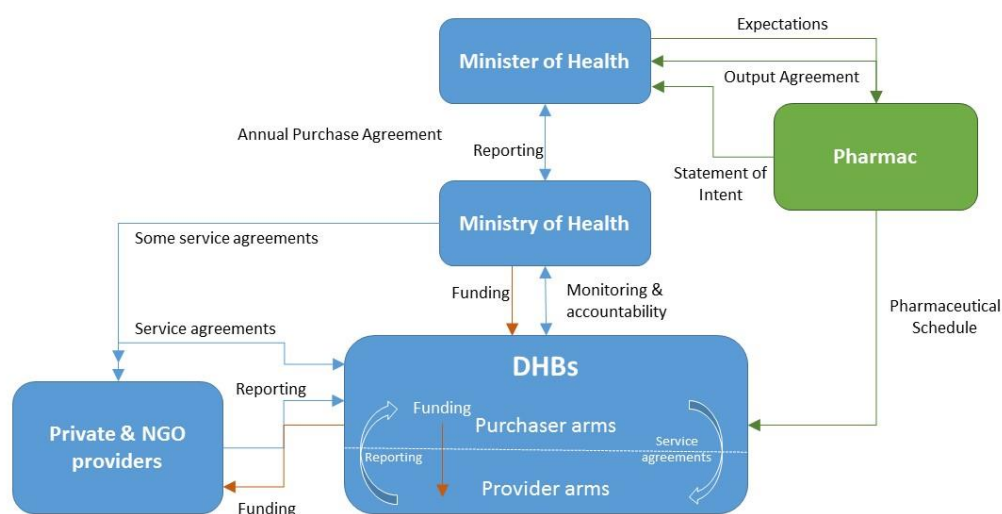 Expectations
Minister of Health
Output Agreement
Annual Purchase Agreement
Reporting
Pharmac
Statement of
Intent
Ministry of Health
Some service agreements
Funding
Monitoring &
accountability
Pharmaceutical
Schedule
Service agreements
DHBs
Reporting
Funding
Purchaser arms
Private & NGO
providers
Reporting
Service
agreements
Provider arms
Funding